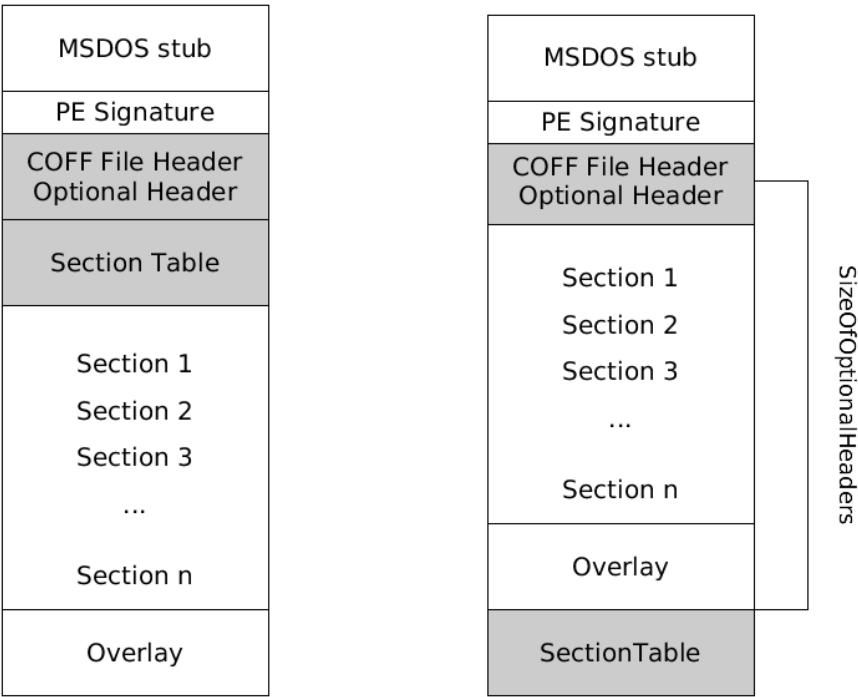 MSDOS stub
PE Signature
COFF File Header
Optional Header
Section Table
Section 1
Section 2
Section 3
...
Section n
Overlay
MSDOS stub
PE Signature
COFF File Header
Optional Header
Section 1
Section 2
Section 3
...
Section n
Overlay
SectionTable
SizeOfOptionalHeaders